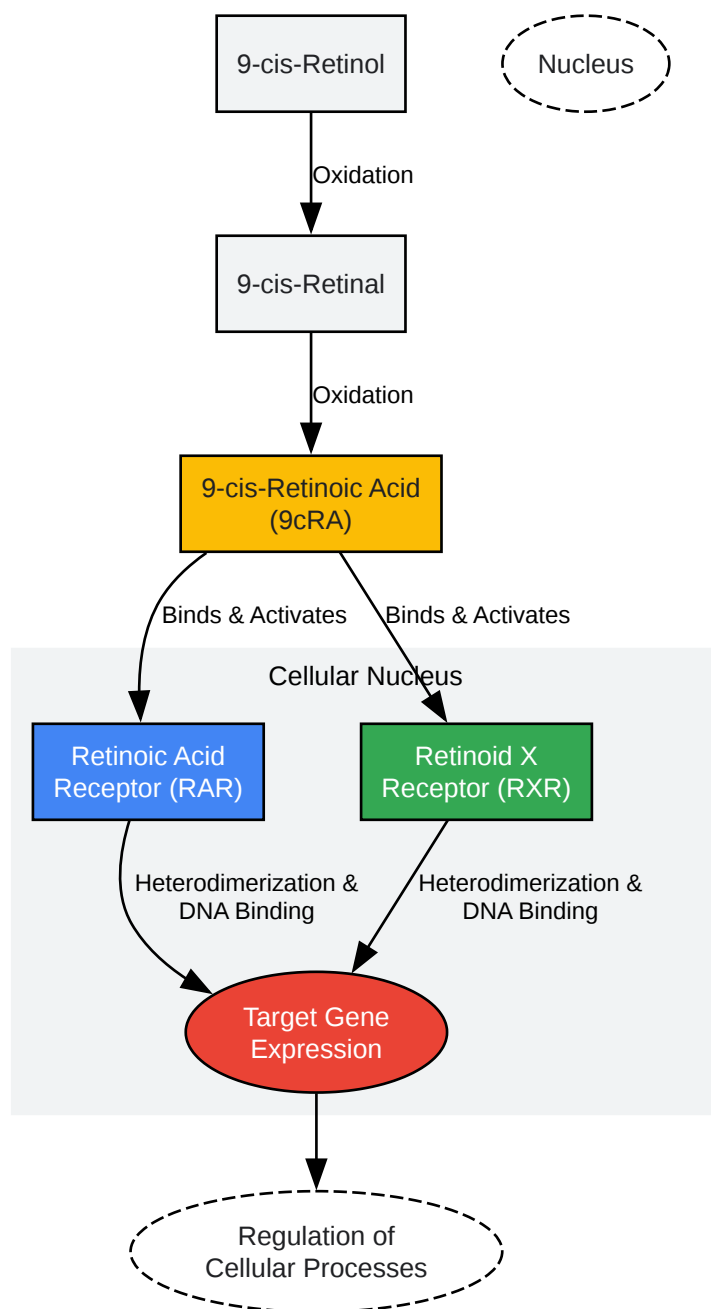 9-cis-Retinol
Nucleus
Oxidation
9-cis-Retinal
Oxidation
9-cis-Retinoic Acid
(9cRA)
Binds & Activates
Binds & Activates
Cellular Nucleus
Retinoic Acid
Receptor (RAR)
Retinoid X
Receptor (RXR)
Heterodimerization &
DNA Binding
Heterodimerization &
DNA Binding
Target Gene
Expression
Regulation of
Cellular Processes